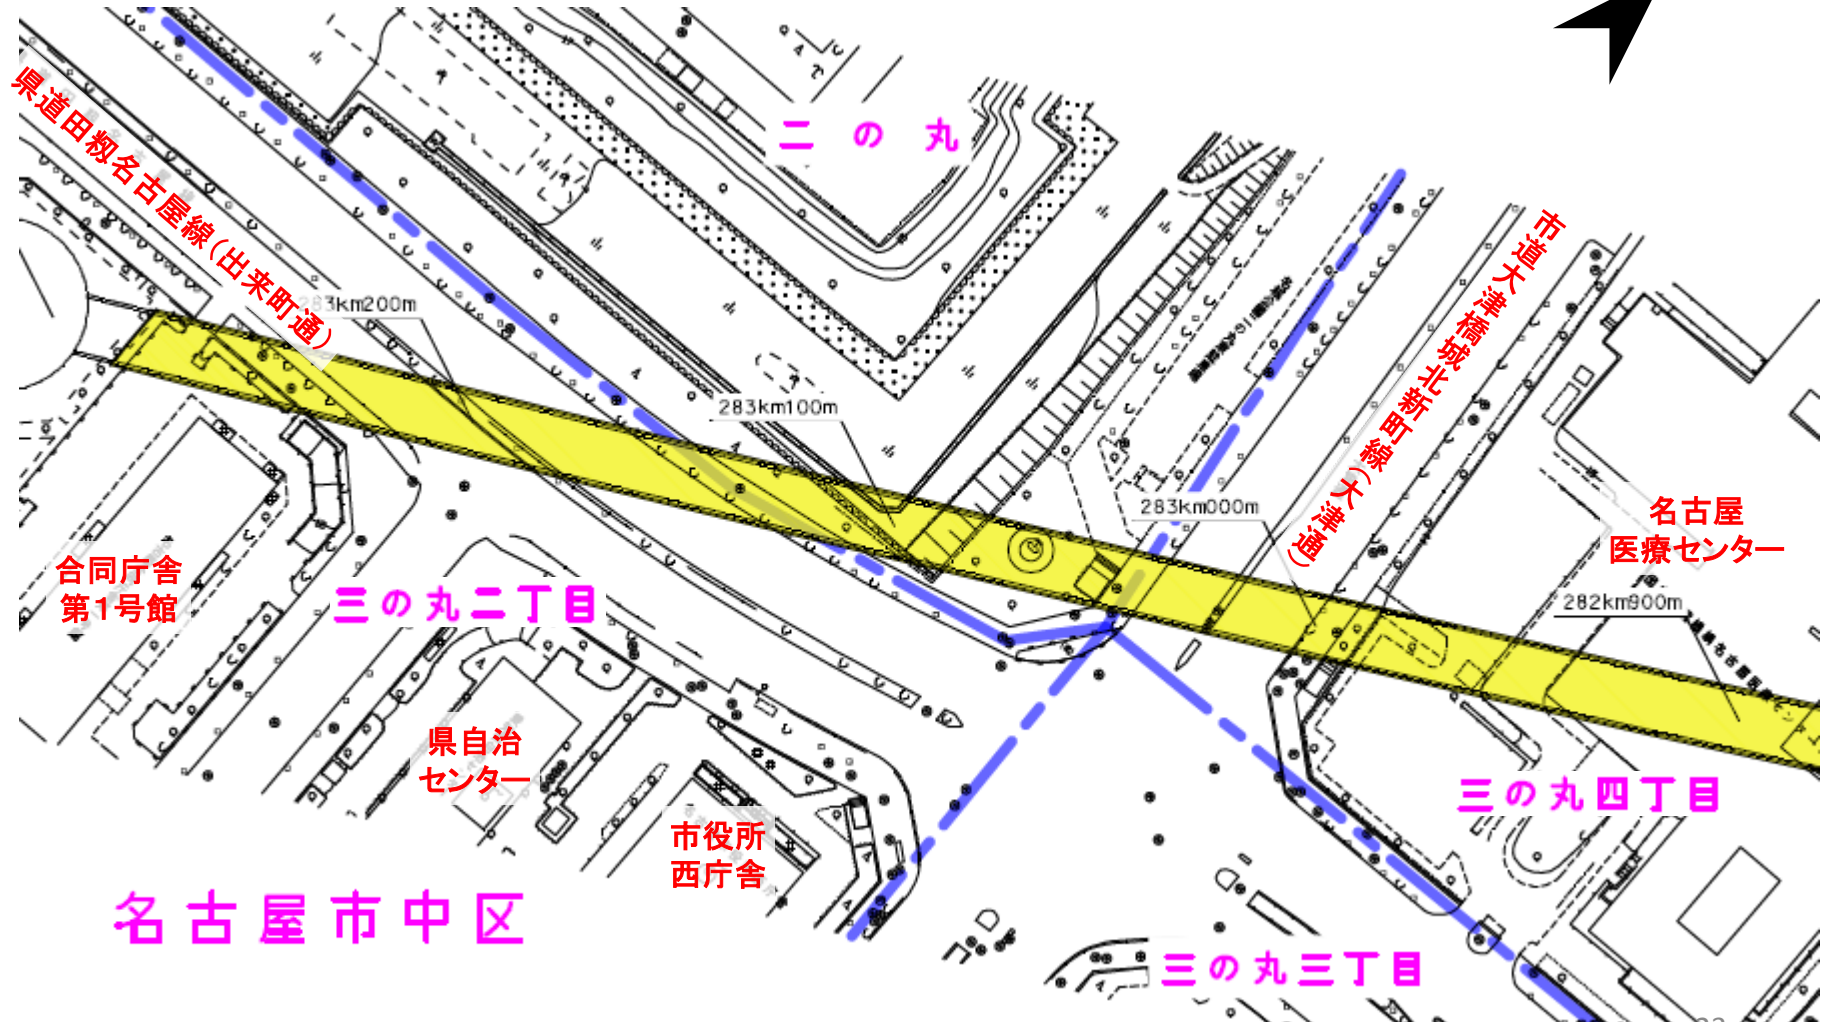 二の丸
県道田籾名古屋線(出来町通)
283km200m
283km100m
283km000m
市道大津橋城北新町線(大津通)
名古屋
医療センター
282km900m
合同庁舎
第1号館
三の丸二丁目
県自治
センター
市役所
西庁舎
三の丸四丁目
名古屋市中区
三の丸三丁目